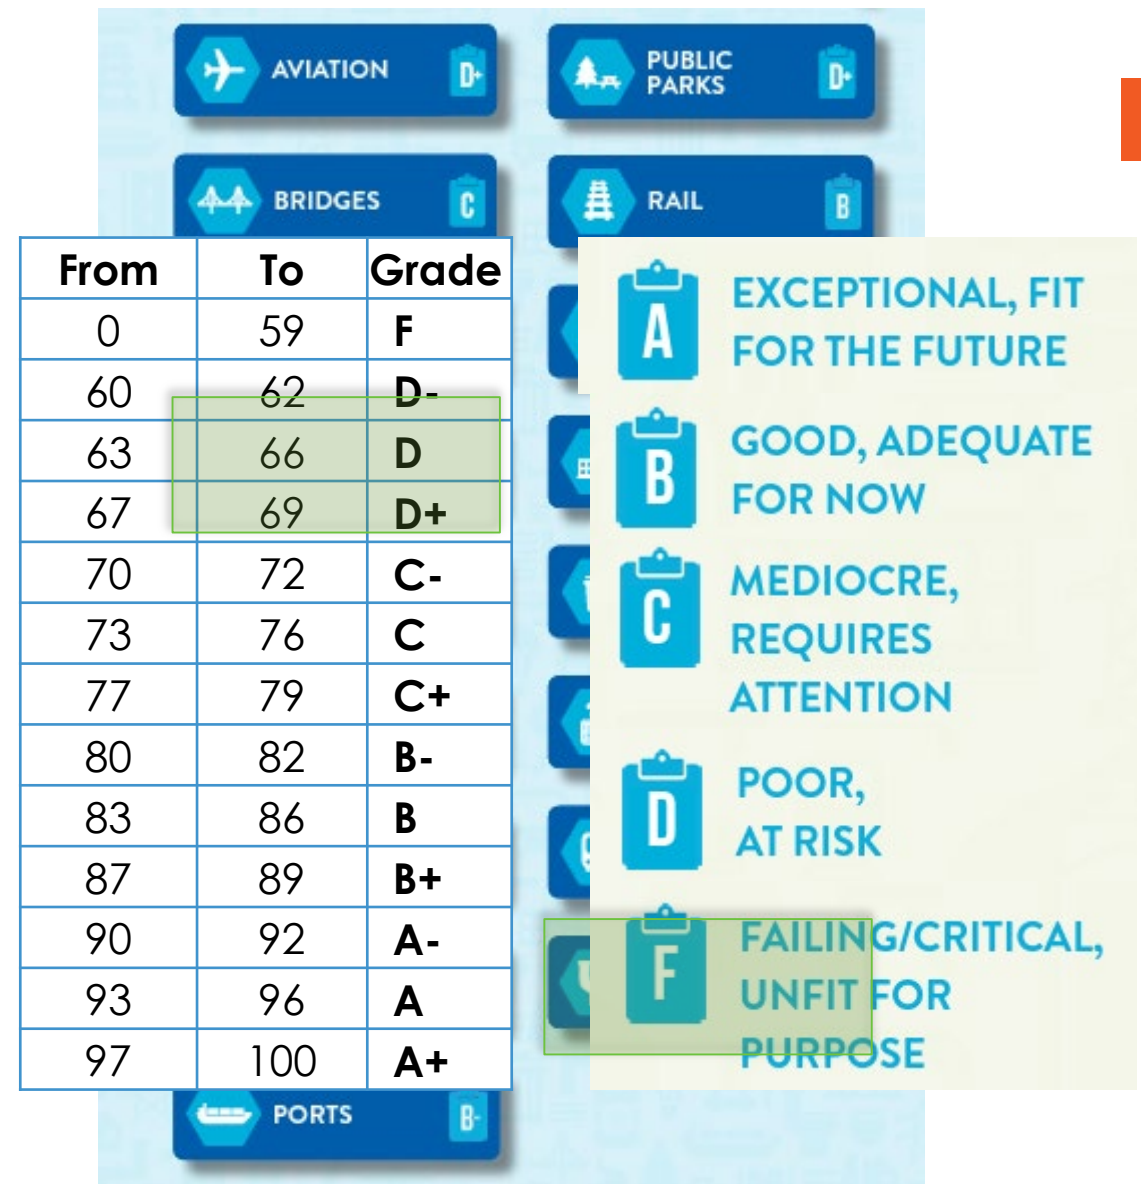 AVIATION D+
PUBLIC
PARKS D+
BRIDGES C
RAIL B
From To Grade
0 59 F
60 62 D-
63 66 D
67 69 D+
70 72 C-
73 76 C
77 79 C+
80 82 B-
83 86 B
87 89 B+
90 92 A-
93 96 A
97 100 A+
A EXCEPTIONAL, FIT
FOR THE FUTURE
B GOOD, ADEQUATE
FOR NOW
C MEDIOCRE,
REQUIRES
ATTENTION
D POOR,
AT RISK
F FAILING/CRITICAL,
UNFIT FOR
PURPOSE
PORTS B-